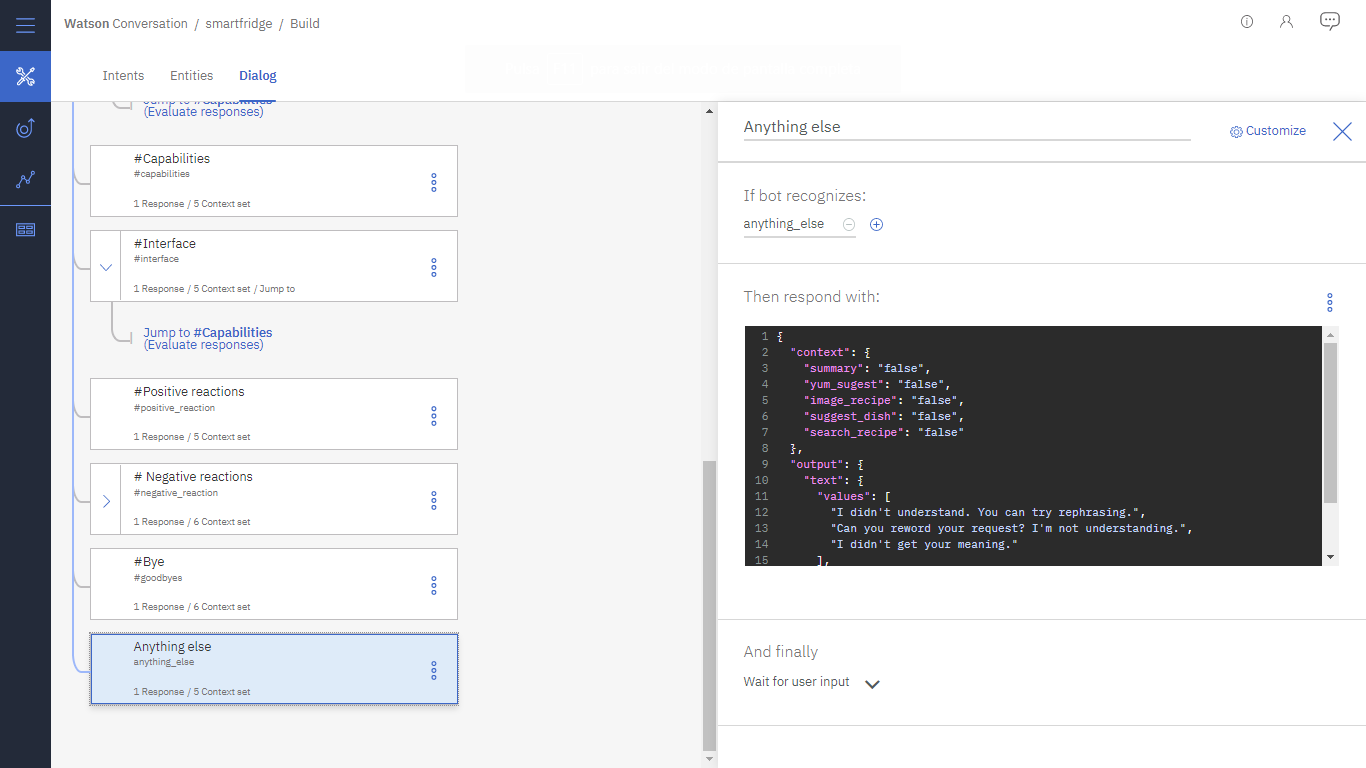 Watson Conversation / smartfridge / Build
Intents Entities Dialog
Jump to #Capabilities
(Evaluate responses)
#Capabilities
#capabilities
1 Response / 5 Context set
#Interface
#interface
1 Response / 5 Context set / Jump to
Jump to #Capabilities
(Evaluate responses)
#Positive reactions
#positive_reaction
1 Response / 5 Context set
# Negative reactions
#negative_reaction
1 Response / 6 Context set
#Bye
#goodbyes
1 Response / 6 Context set
Anything else
anything_else
1 Response / 5 Context set
Anything else
Customize
If bot recognizes:
anything_else
Then respond with:
1 {
2 "context": {
3 "summary": "false",
4 "yum_sugest": "false",
5 "image_recipe": "false",
6 "suggest_dish": "false",
7 "search_recipe": "false"
8 },
9 "output": {
10 "text": {
11 "values": [
12 "I didn't understand. You can try rephrasing.",
13 "Can you reword your request? I'm not understanding.",
14 "I didn't get your meaning."
15 ],
And finally
Wait for user input